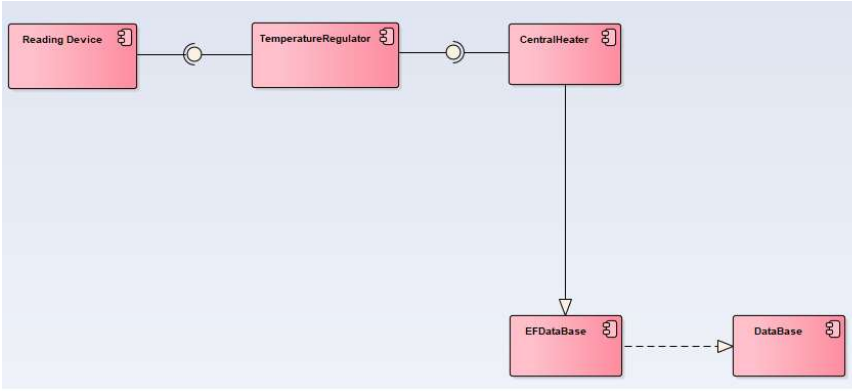 Reading Device
TemperatureRegulator
CentralHeater
EFDataBase
DataBase